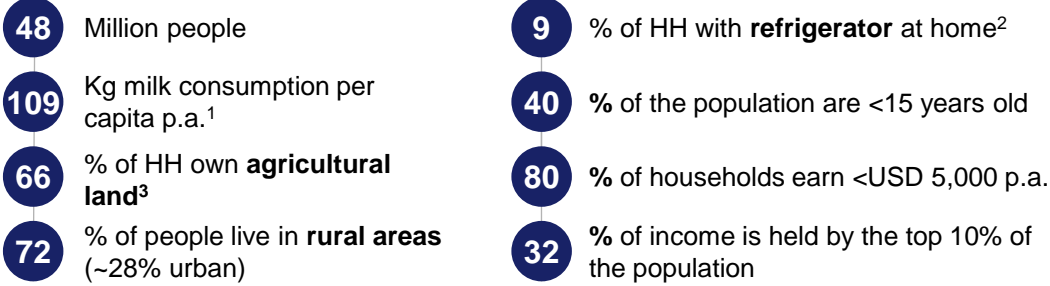 48 Million people
109 Kg milk consumption per
capita p.a.¹
66 % of HH own agricultural
land³
72 % of people live in rural areas
(~28% urban)
9 % of HH with refrigerator at home²
40 % of the population are <15 years old
80 % of households earn <USD 5,000 p.a.
32 % of income is held by the top 10% of
the population